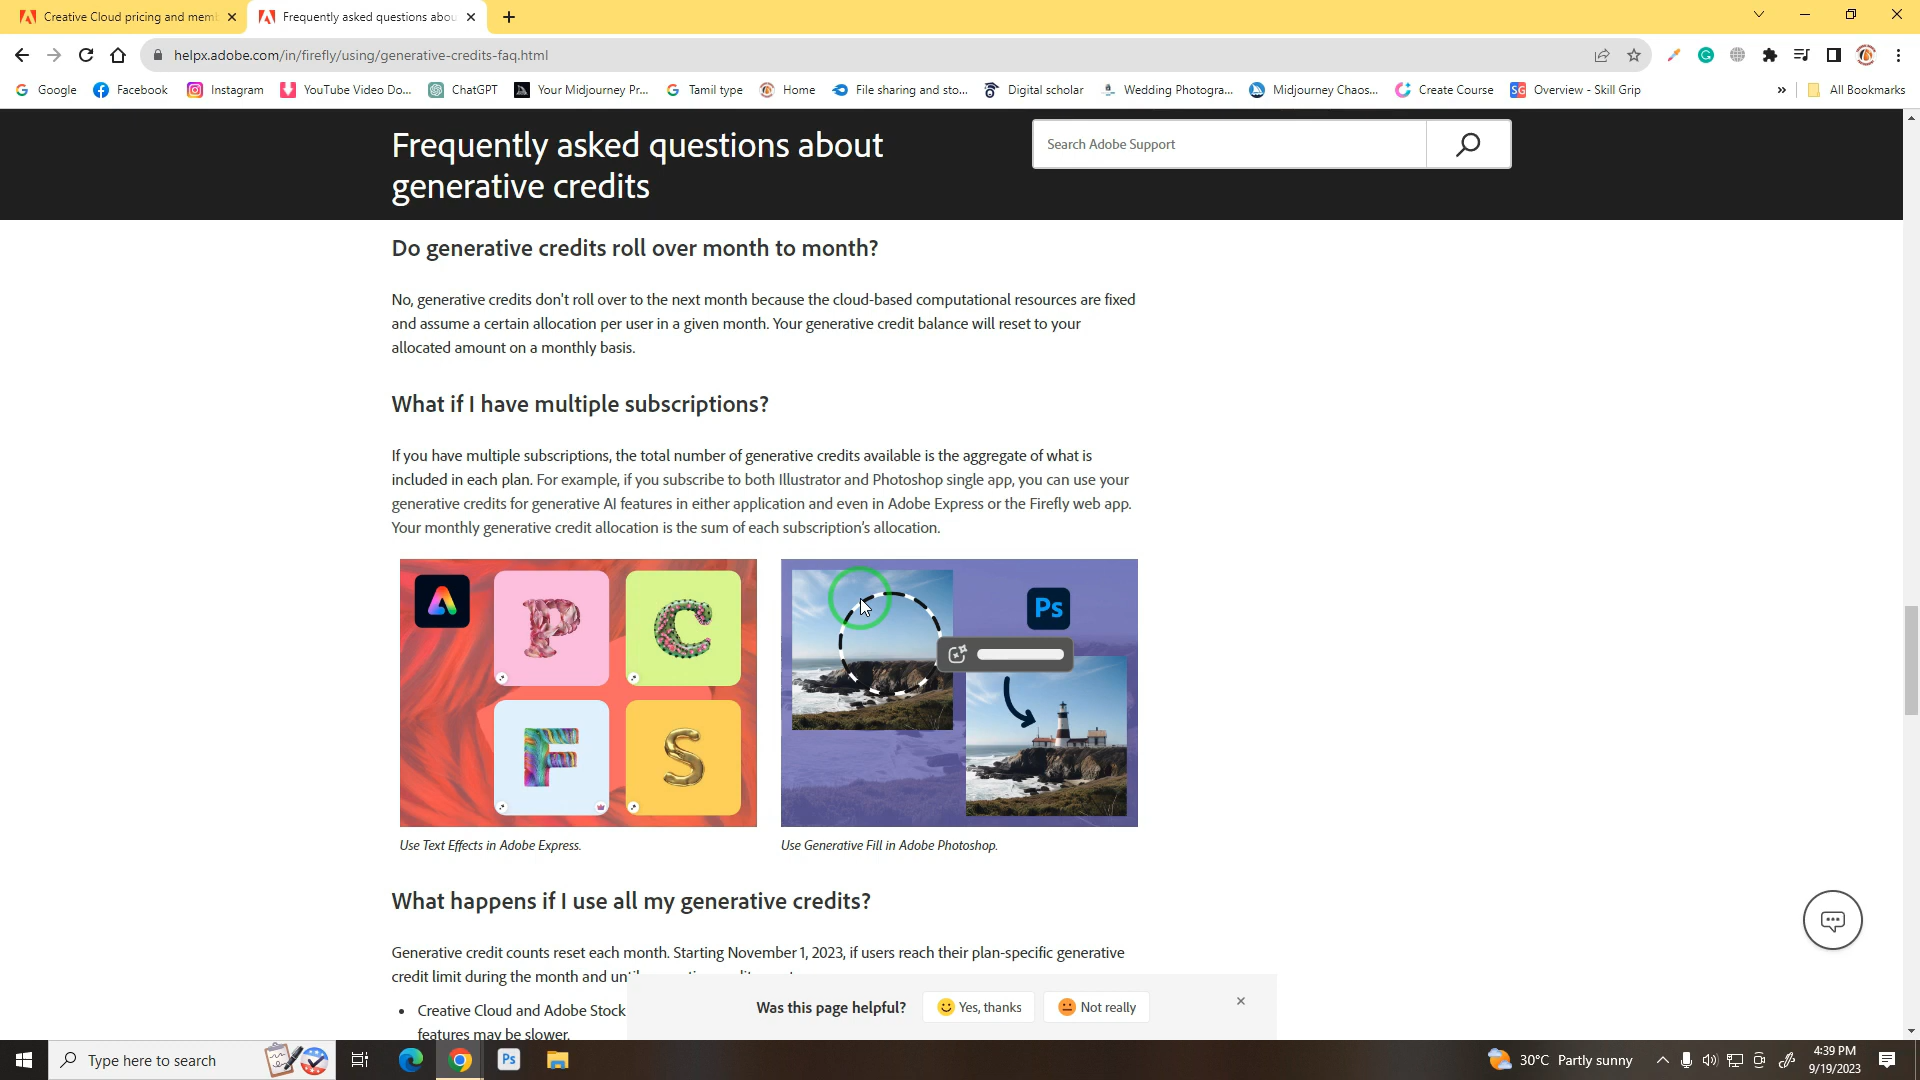 Creative Cloud pricing and mem
Frequently asked questions abou
helpx.adobe.com/in/firefly/using/generative-credits-faq.html
Google
Facebook
Instagram
YouTube Video Do...
ChatGPT
Your Midjourney Pr...
Tamil type
Home
File sharing and sto...
Digital scholar
Wedding Photogra...
Midjourney Chaos...
Create Course
SG
Overview - Skill Grip
»
All Bookmarks
Frequently asked questions about
generative credits
Search Adobe Support
Do generative credits roll over month to month?
No, generative credits don't roll over to the next month because the cloud-based computational resources are fixed
and assume a certain allocation per user in a given month. Your generative credit balance will reset to your
allocated amount on a monthly basis.
What if I have multiple subscriptions?
If you have multiple subscriptions, the total number of generative credits available is the aggregate of what is
included in each plan. For example, if you subscribe to both Illustrator and Photoshop single app, you can use your
generative credits for generative AI features in either application and even in Adobe Express or the Firefly web app.
Your monthly generative credit allocation is the sum of each subscription's allocation.
P
C
F
S
Ps
Use Text Effects in Adobe Express.
Use Generative Fill in Adobe Photoshop.
What happens if I use all my generative credits?
Generative credit counts reset each month. Starting November 1, 2023, if users reach their plan-specific generative
credit limit during the month and
Creative Cloud and Adobe Stock
features may be slower.
Was this page helpful?
Yes, thanks
Not really
Type here to search
Ps
30°C Partly sunny
4:39 PM
9/19/2023